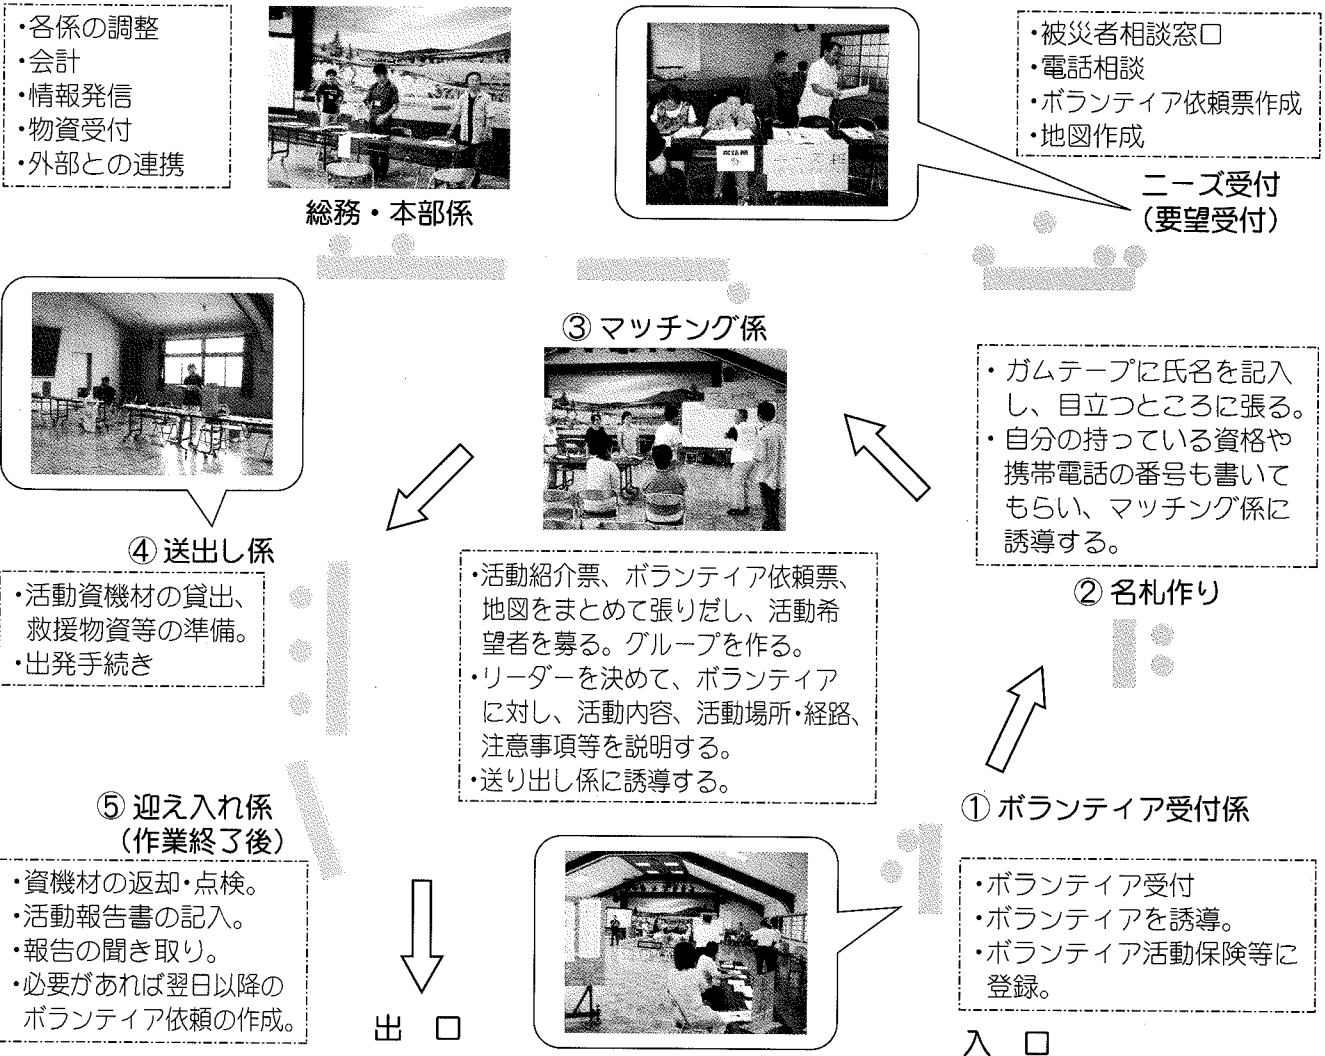 ・各係の調整
・会計
・情報発信
・物資受付
・外部との連携
総務・本部係
・被災者相談窓口
・電話相談
・ボランティア依頼票作成
・地図作成
ニーズ受付
(要望受付)
③ マッチング係
・ガムテープに氏名を記入
し、目立つところに張る。
・自分の持っている資格や
携帯電話の番号も書いて
もらい、マッチング係に
誘導する。
② 名札作り
④ 送出し係
・活動資機材の貸出、
救援物資等の準備。
・出発手続き
・活動紹介票、ボランティア依頼票、
地図をまとめて張りだし、活動希
望者を募る。グループを作る。
・リーダーを決めて、ボランティア
に対し、活動内容、活動場所・経路、
注意事項等を説明する。
・送り出し係に誘導する。
⑤ 迎え入れ係
(作業終了後)
・資機材の返却・点検。
・活動報告書の記入。
・報告の聞き取り。
・必要があれば翌日以降の
ボランティア依頼の作成。
① ボランティア受付係
・ボランティア受付
・ボランティアを誘導。
・ボランティア活動保険等に
登録。
出 口
入 口